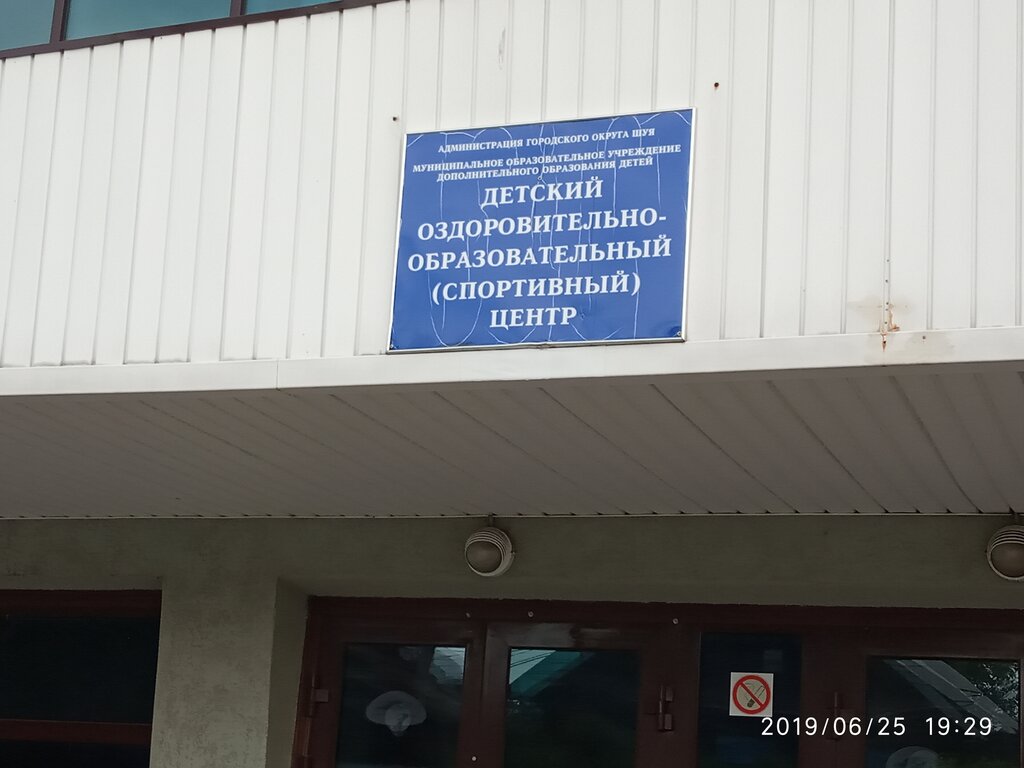 АДМИНИСТРАЦИЯ ГОРОДСКОГО ОКРУГА ШУЯ
МУНИЦИПАЛЬНОЕ ОБРАЗОВАТЕЛЬНОЕ УЧРЕЖДЕНИЕ
ДОПОЛНИТЕЛЬНОГО ОБРАЗОВАНИЯ ДЕТЕЙ
ДЕТСКИЙ
ОЗДОРОВИТЕЛЬНО-
ОБРАЗОВАТЕЛЬНЫЙ
(СПОРТИВНЫЙ)
ЦЕНТР
2019/06/25 19:29